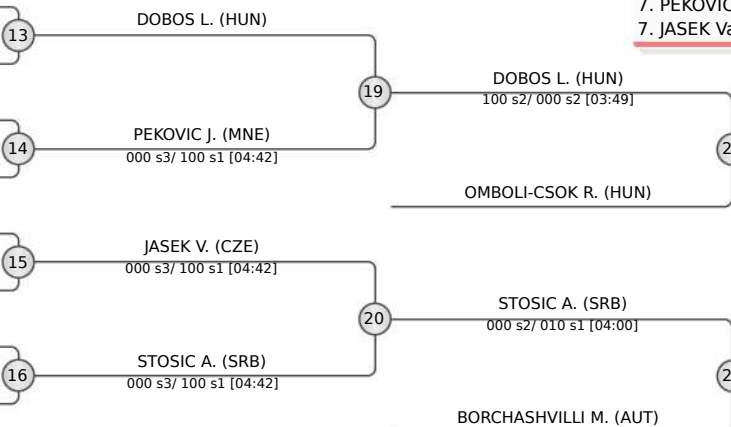 7. PEKOVIC
7. JASEK Va
DOBOS L. (HUN)
13
19
DOBOS L. (HUN)
100 s2/ 000 s2 [03:49]
14
PEKOVIC J. (MNE)
000 s3/ 100 s1 [04:42]
2
OMBOLI-CSOK R. (HUN)
15
JASEK V. (CZE)
000 s3/ 100 s1 [04:42]
20
STOSIC A. (SRB)
000 s2/ 010 s1 [04:00]
16
STOSIC A. (SRB)
000 s3/ 100 s1 [04:42]
2
BORCHASHVILLI M. (AUT)